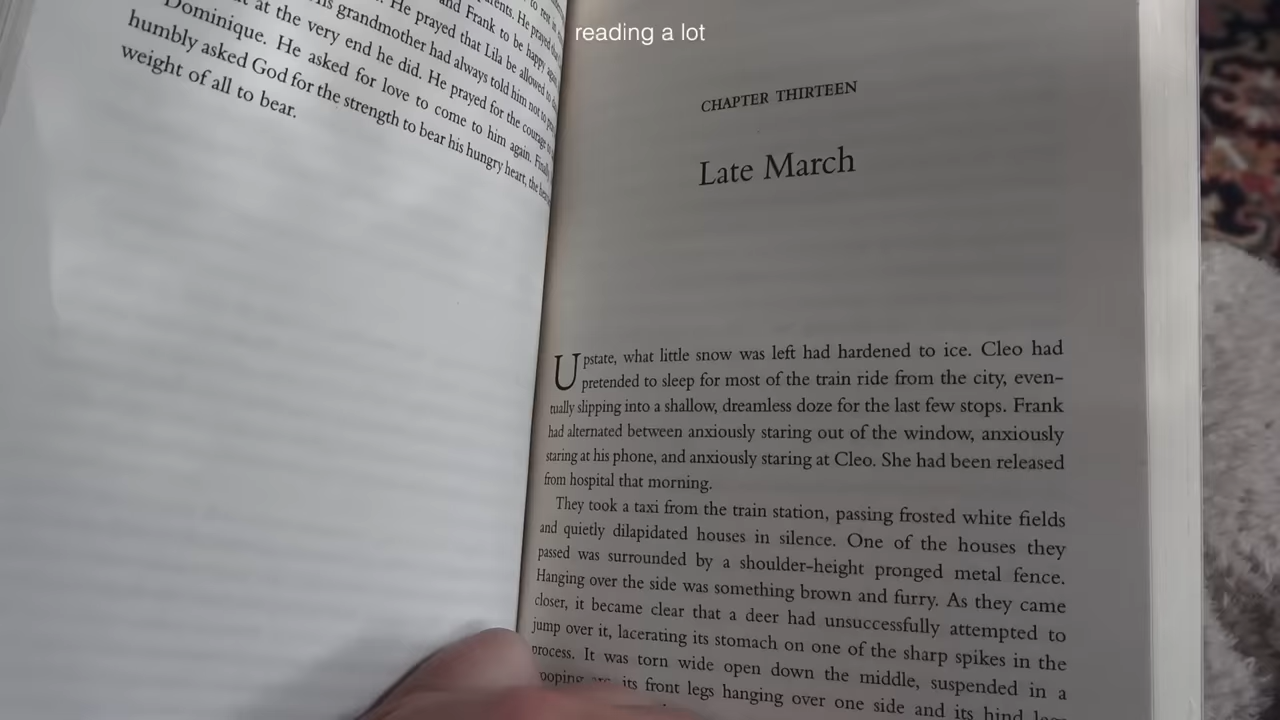 reading a lot
ents. He prayed
and Frank to be happy
He prayed that Lila be allowed to
his grandmother had always told him not to
at the very end he did. He prayed for the courage
Dominique. He asked for love to come to him again. Finally
humbly asked God for the strength to bear his hungry heart, the
weight of all to bear.
CHAPTER THIRTEEN
Late March
Upstate, what little snow was left had hardened to ice. Cleo had
pretended to sleep for most of the train ride from the city, even-
tually slipping into a shallow, dreamless doze for the last few stops. Frank
had alternated between anxiously staring out of the window, anxiously
staring at his phone, and anxiously staring at Cleo. She had been released
from hospital that morning.
They took a taxi from the train station, passing frosted white fields
and quietly dilapidated houses in silence. One of the houses they
passed was surrounded by a shoulder-height pronged metal fence.
Hanging over the side was something brown and furry. As they came
closer, it became clear that a deer had unsuccessfully attempted to
jump over it, lacerating its stomach on one of the sharp spikes in the
process. It was torn wide open down the middle, suspended in a
its front legs hanging over one side and its hind